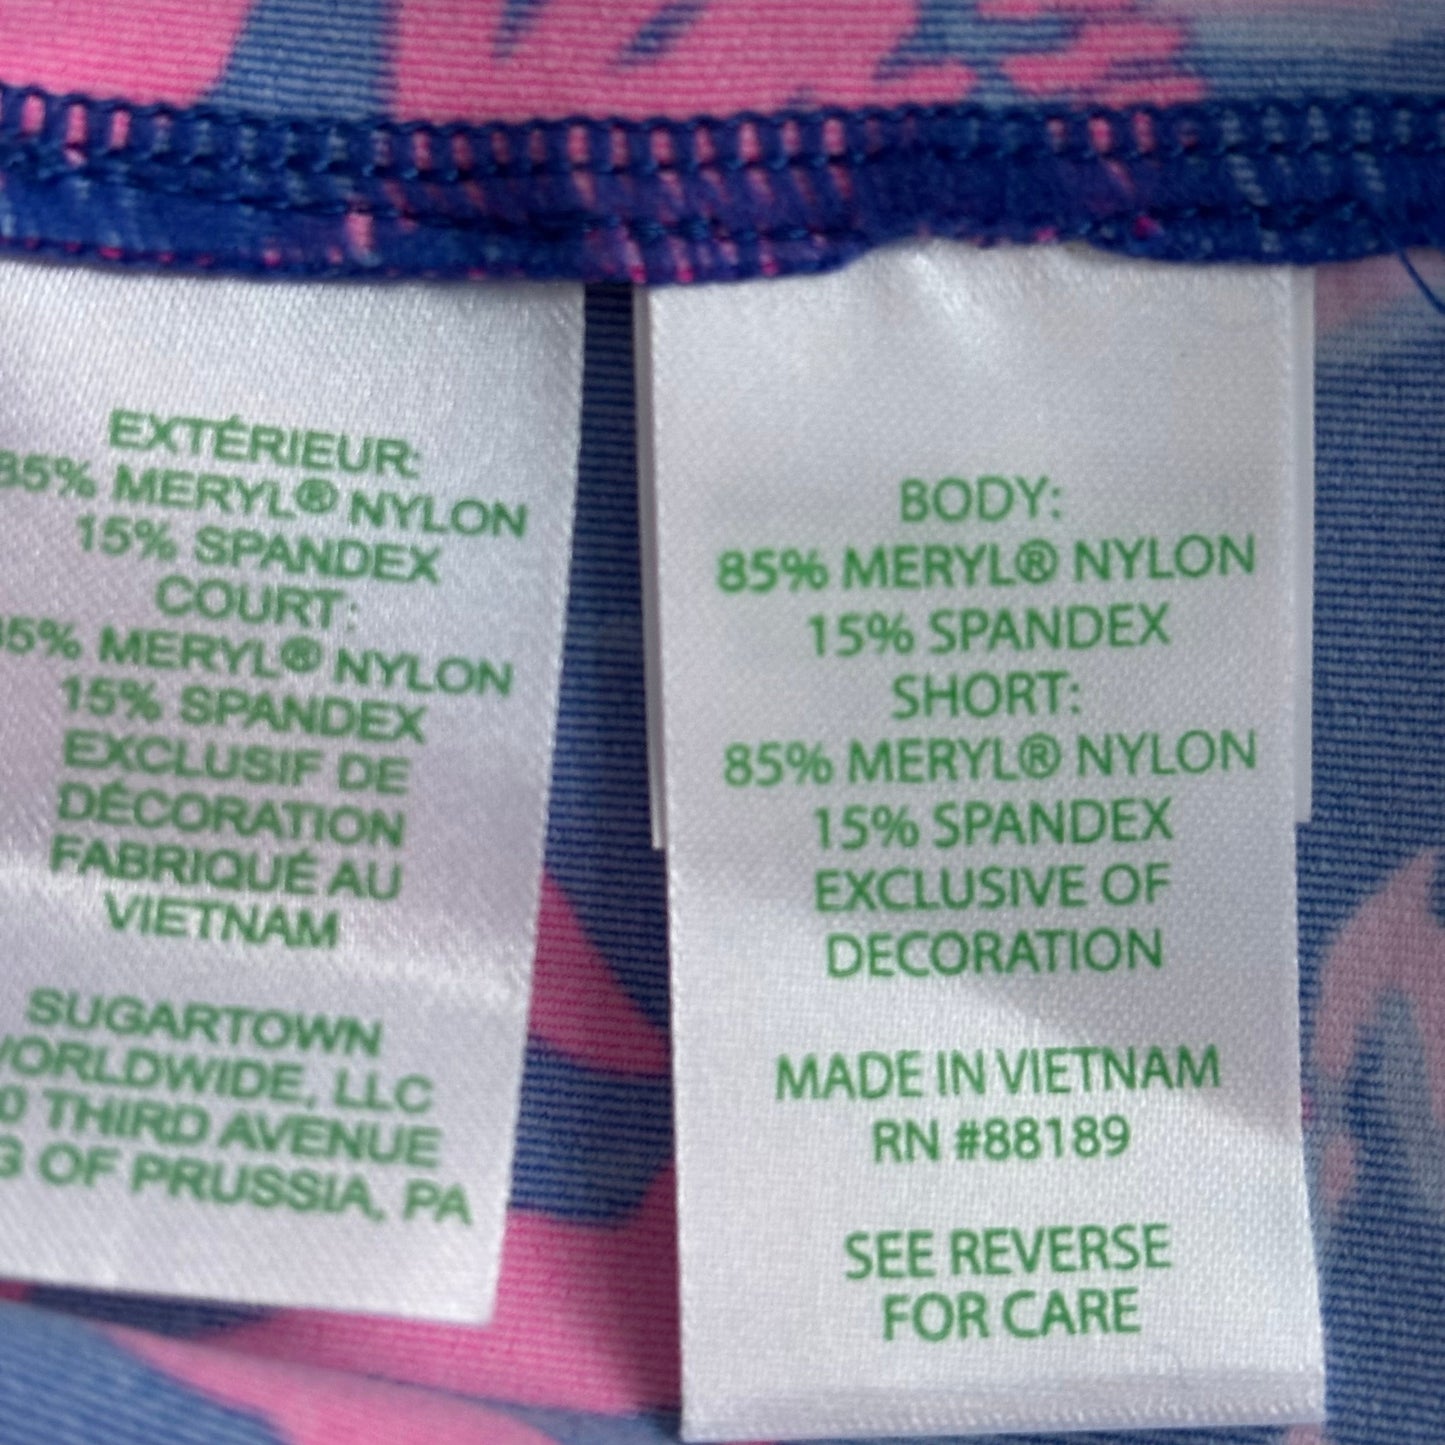 EXTÉRIEUR:
85% MERYL® NYLON
15% SPANDEX
COURT:
85% MERYL® NYLON
15% SPANDEX
EXCLUSIF DE
DÉCORATION
FABRIQUÉ AU
VIETNAM
SUGARTOWN
WORLDWIDE, LLC
THIRD AVENUE
OF PRUSSIA, PA
BODY:
85% MERYL® NYLON
15% SPANDEX
SHORT:
85% MERYL® NYLON
15% SPANDEX
EXCLUSIVE OF
DECORATION
MADE IN VIETNAM
RN #88189
SEE REVERSE
FOR CARE